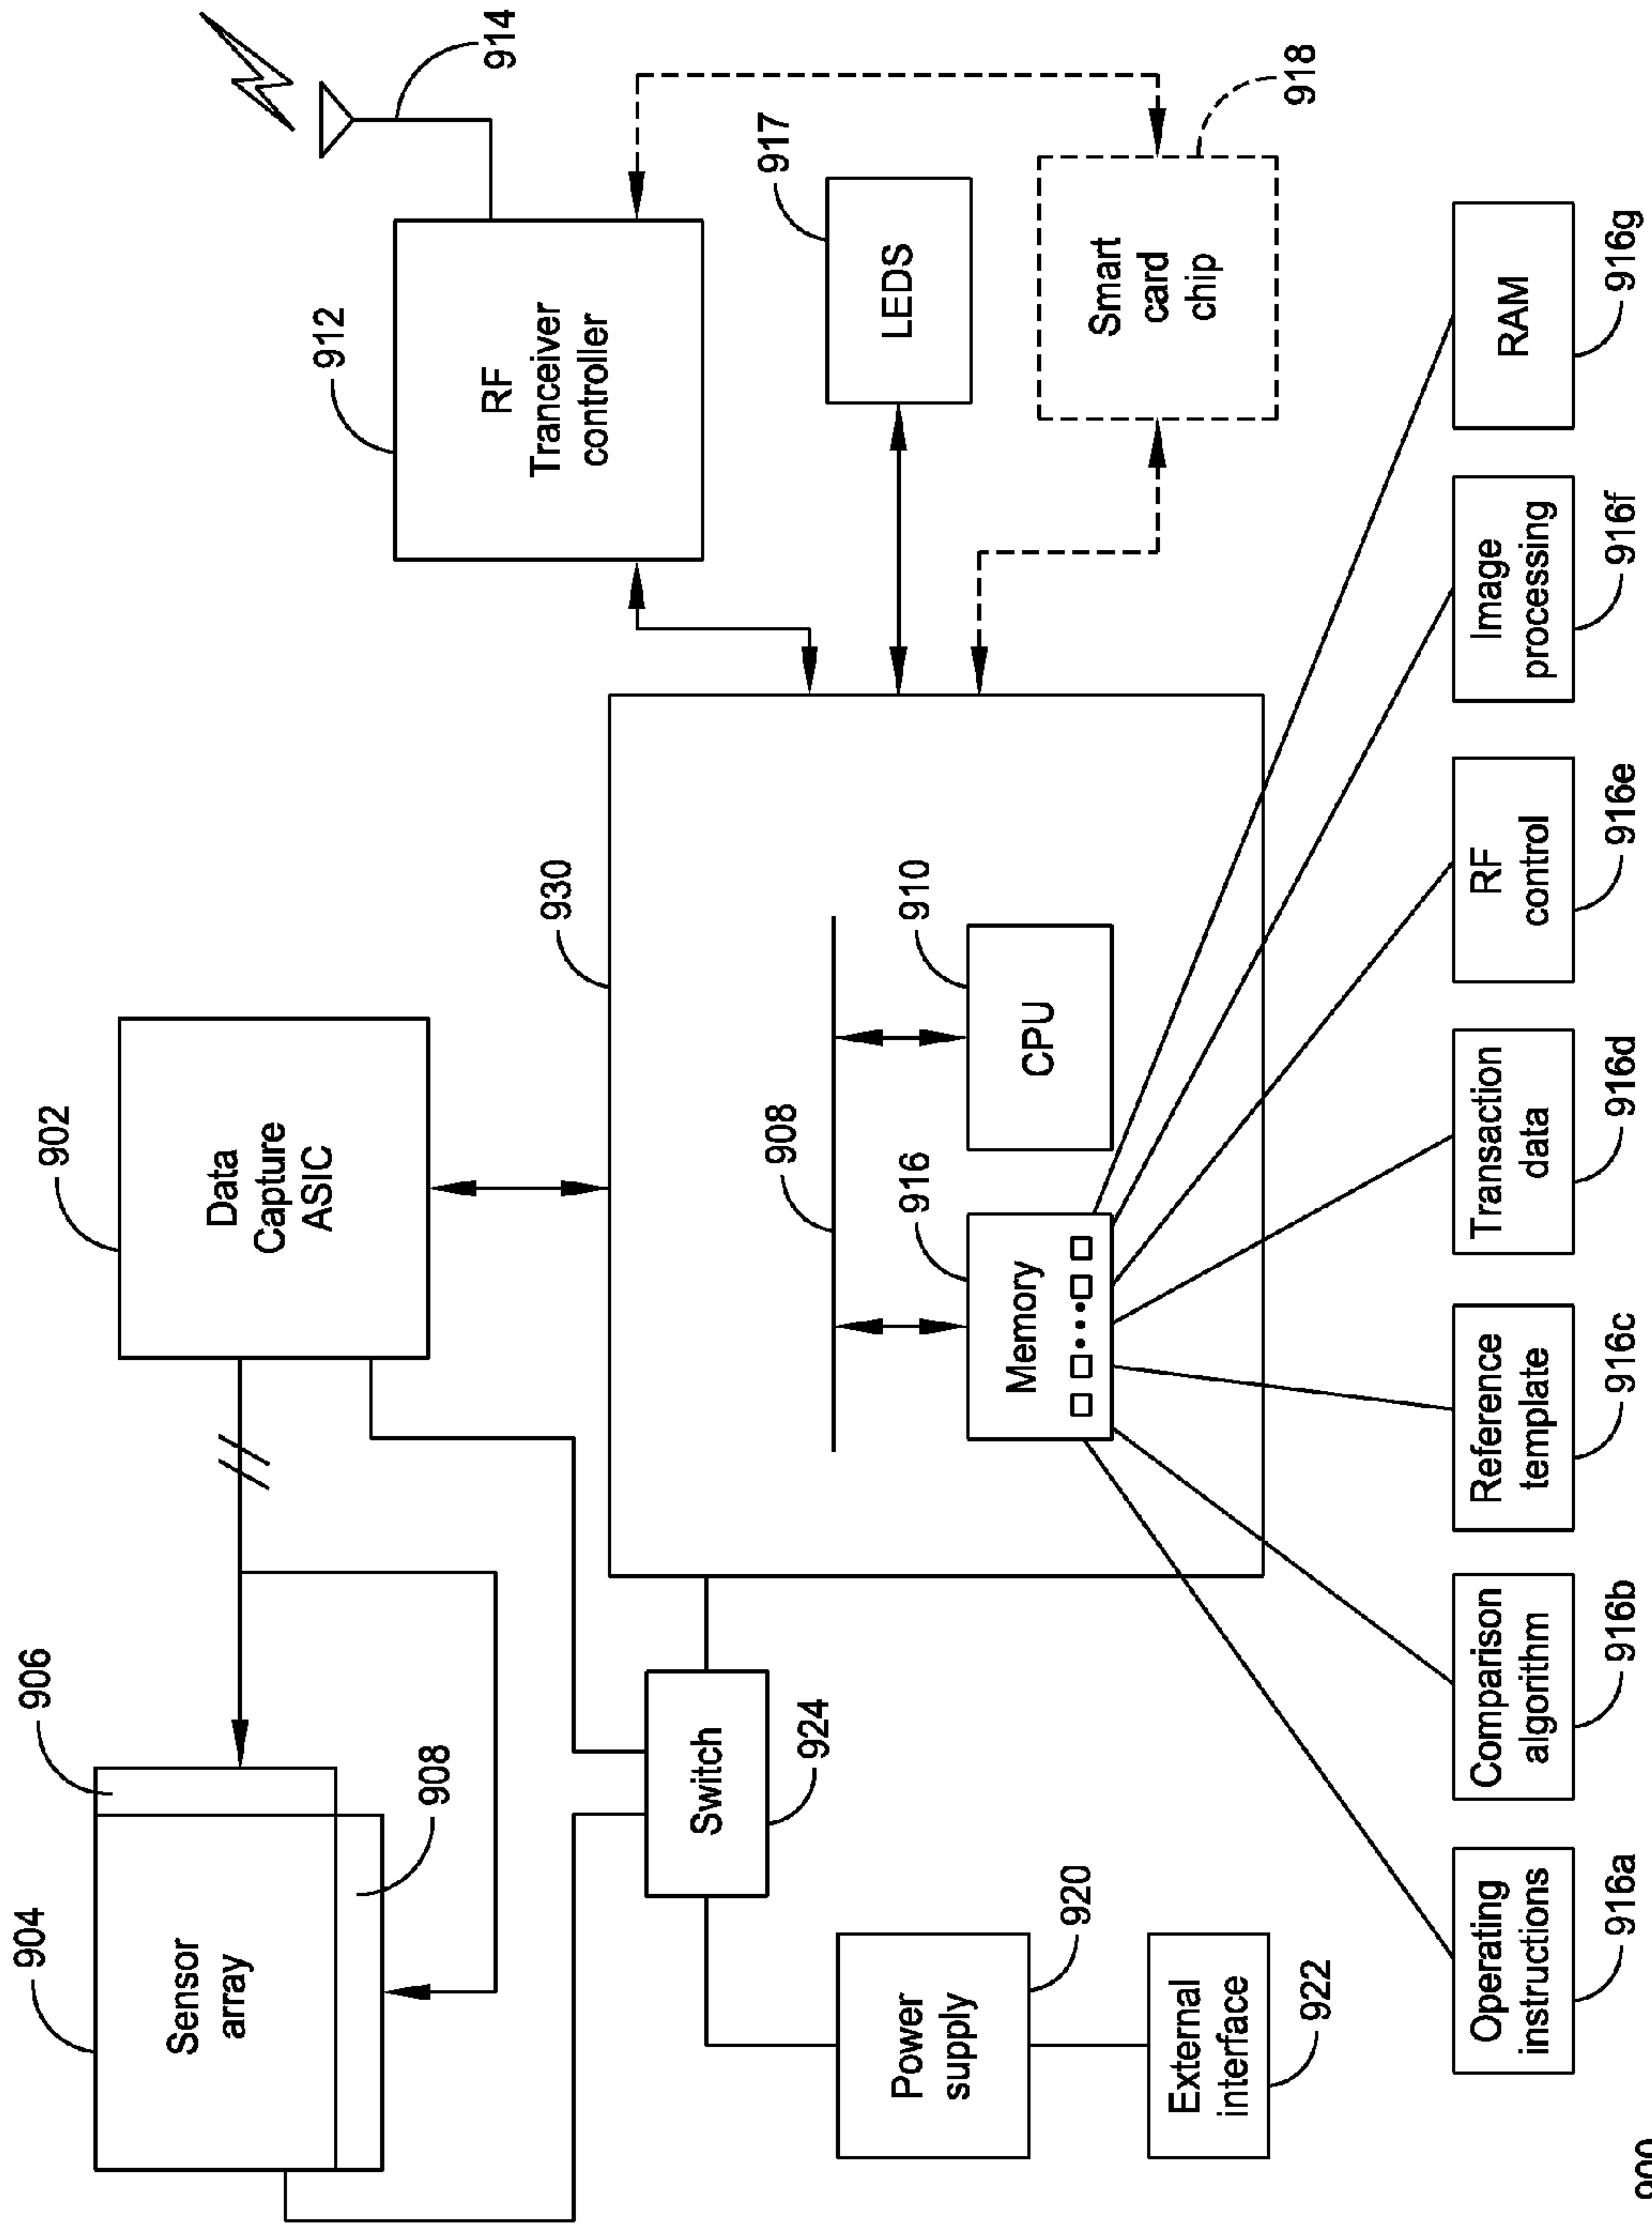 904
Sensor
array
906
908
902
Data
Capture
ASIC
912
RF
Tranceiver
controller
914
930
917
LEDS
Switch
924
908
916
Memory
910
CPU
Smart
card
chip
918
Power
supply
920
External
interface
922
Operating
instructions
916a
Comparison
algorithm
916b
Reference
template
916c
Transaction
data
916d
RF
control
916e
Image
processing
916f
RAM
916g
900